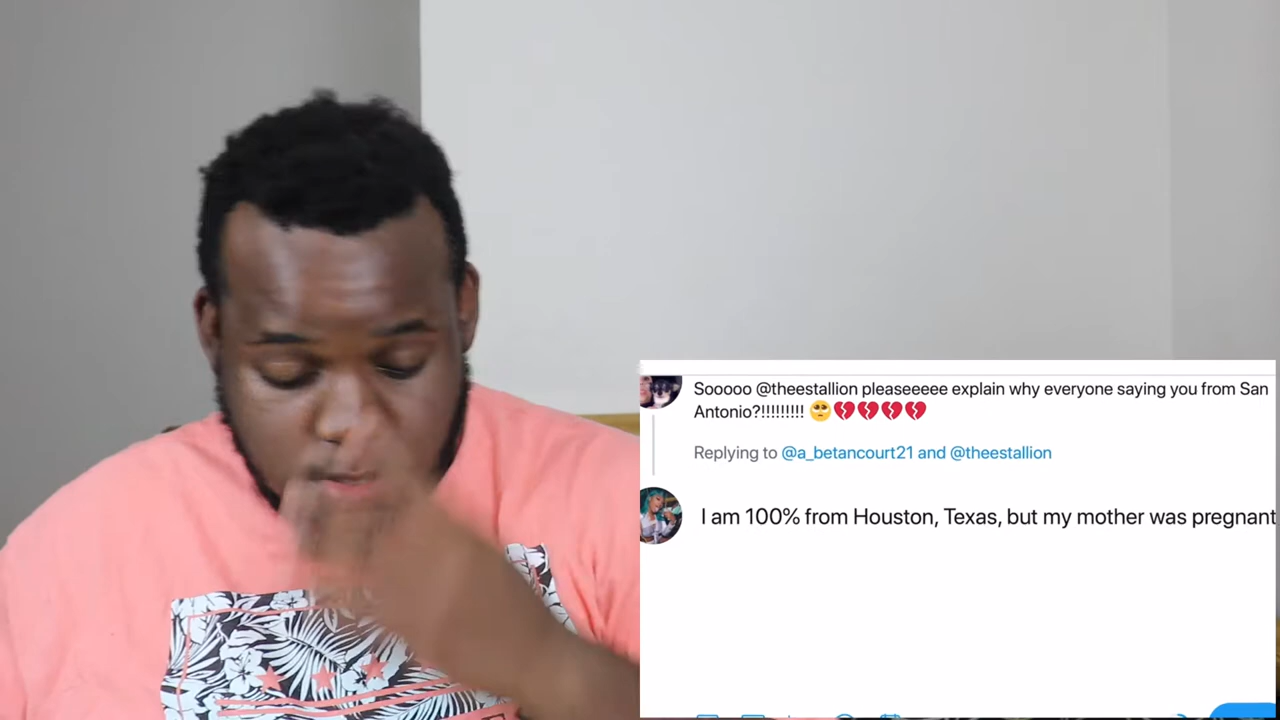 Sooooo @theestallion pleaseeeee explain why everyone saying you from San
Antonio?!!!!!!!!! 🥺💔💔💔💔
Replying to @a_betancourt21 and @theestallion
I am 100% from Houston, Texas, but my mother was pregnant